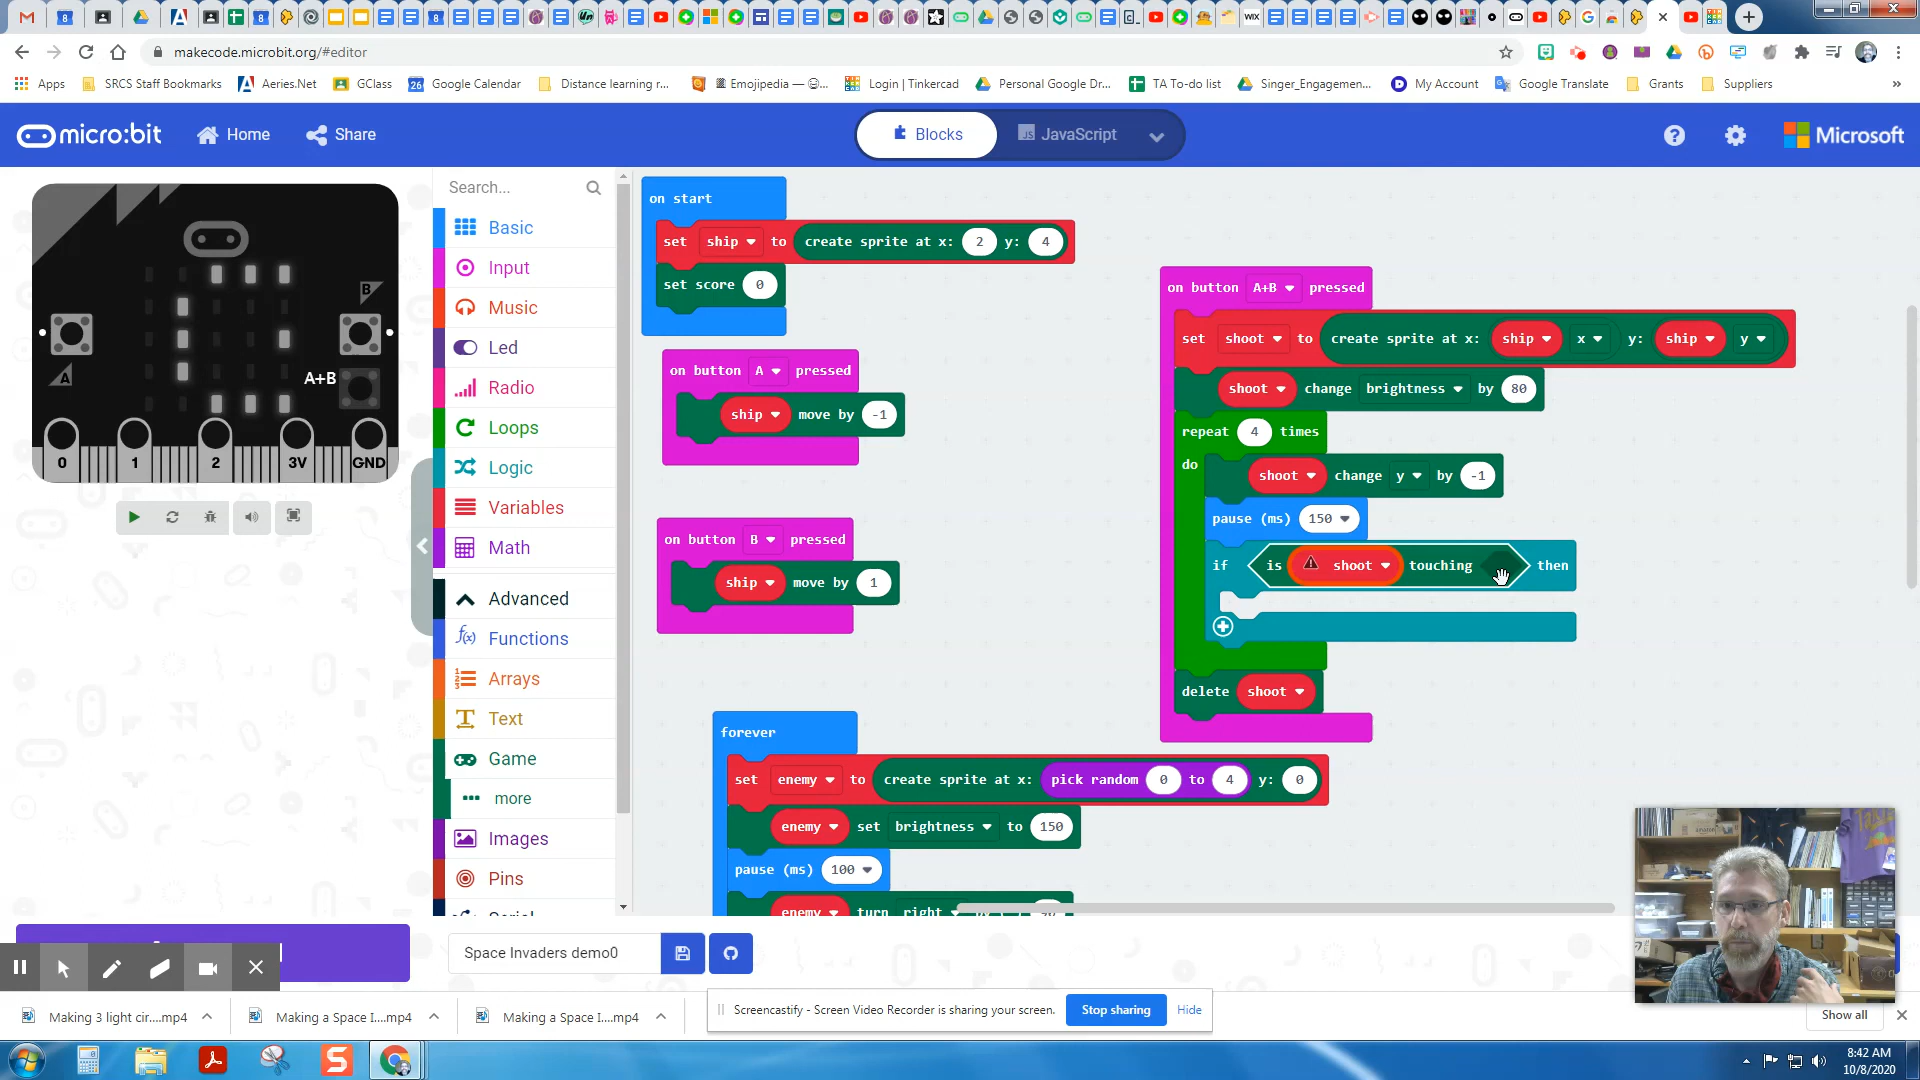 makecode.microbit.org/#editor
Apps
SRCS Staff Bookmarks
Aeries.Net
GClass
26
Google Calendar
Distance learning r...
Emojipedia — ...
Login | Tinkercad
Personal Google Dr...
TA To-do list
Singer_Engagemen...
My Account
Google Translate
Grants
Suppliers
»
micro:bit
Home
Share
Blocks
JS JavaScript
?
Microsoft
B
A
A+B
0 1 2 3V GND
Search...
Basic
Input
Music
Led
Radio
Loops
Logic
Variables
Math
Advanced
Functions
Arrays
Text
Game
more
Images
Pins
on start
set ship to create sprite at x: 2 y: 4
set score 0
on button A pressed
ship move by -1
on button B pressed
ship move by 1
on button A+B pressed
set shoot to create sprite at x: ship x y: ship y
shoot change brightness by 80
repeat 4 times
do
shoot change y by -1
pause (ms) 150
if is shoot touching then
delete shoot
forever
set enemy to create sprite at x: pick random 0 to 4 y: 0
enemy set brightness to 150
pause (ms) 100
enemy turn right
Space Invaders demo0
Making 3 light cir....mp4
Making a Space I....mp4
Making a Space I....mp4
Screencastify - Screen Video Recorder is sharing your screen.
Stop sharing
Hide
Show all
8:42 AM
10/8/2020